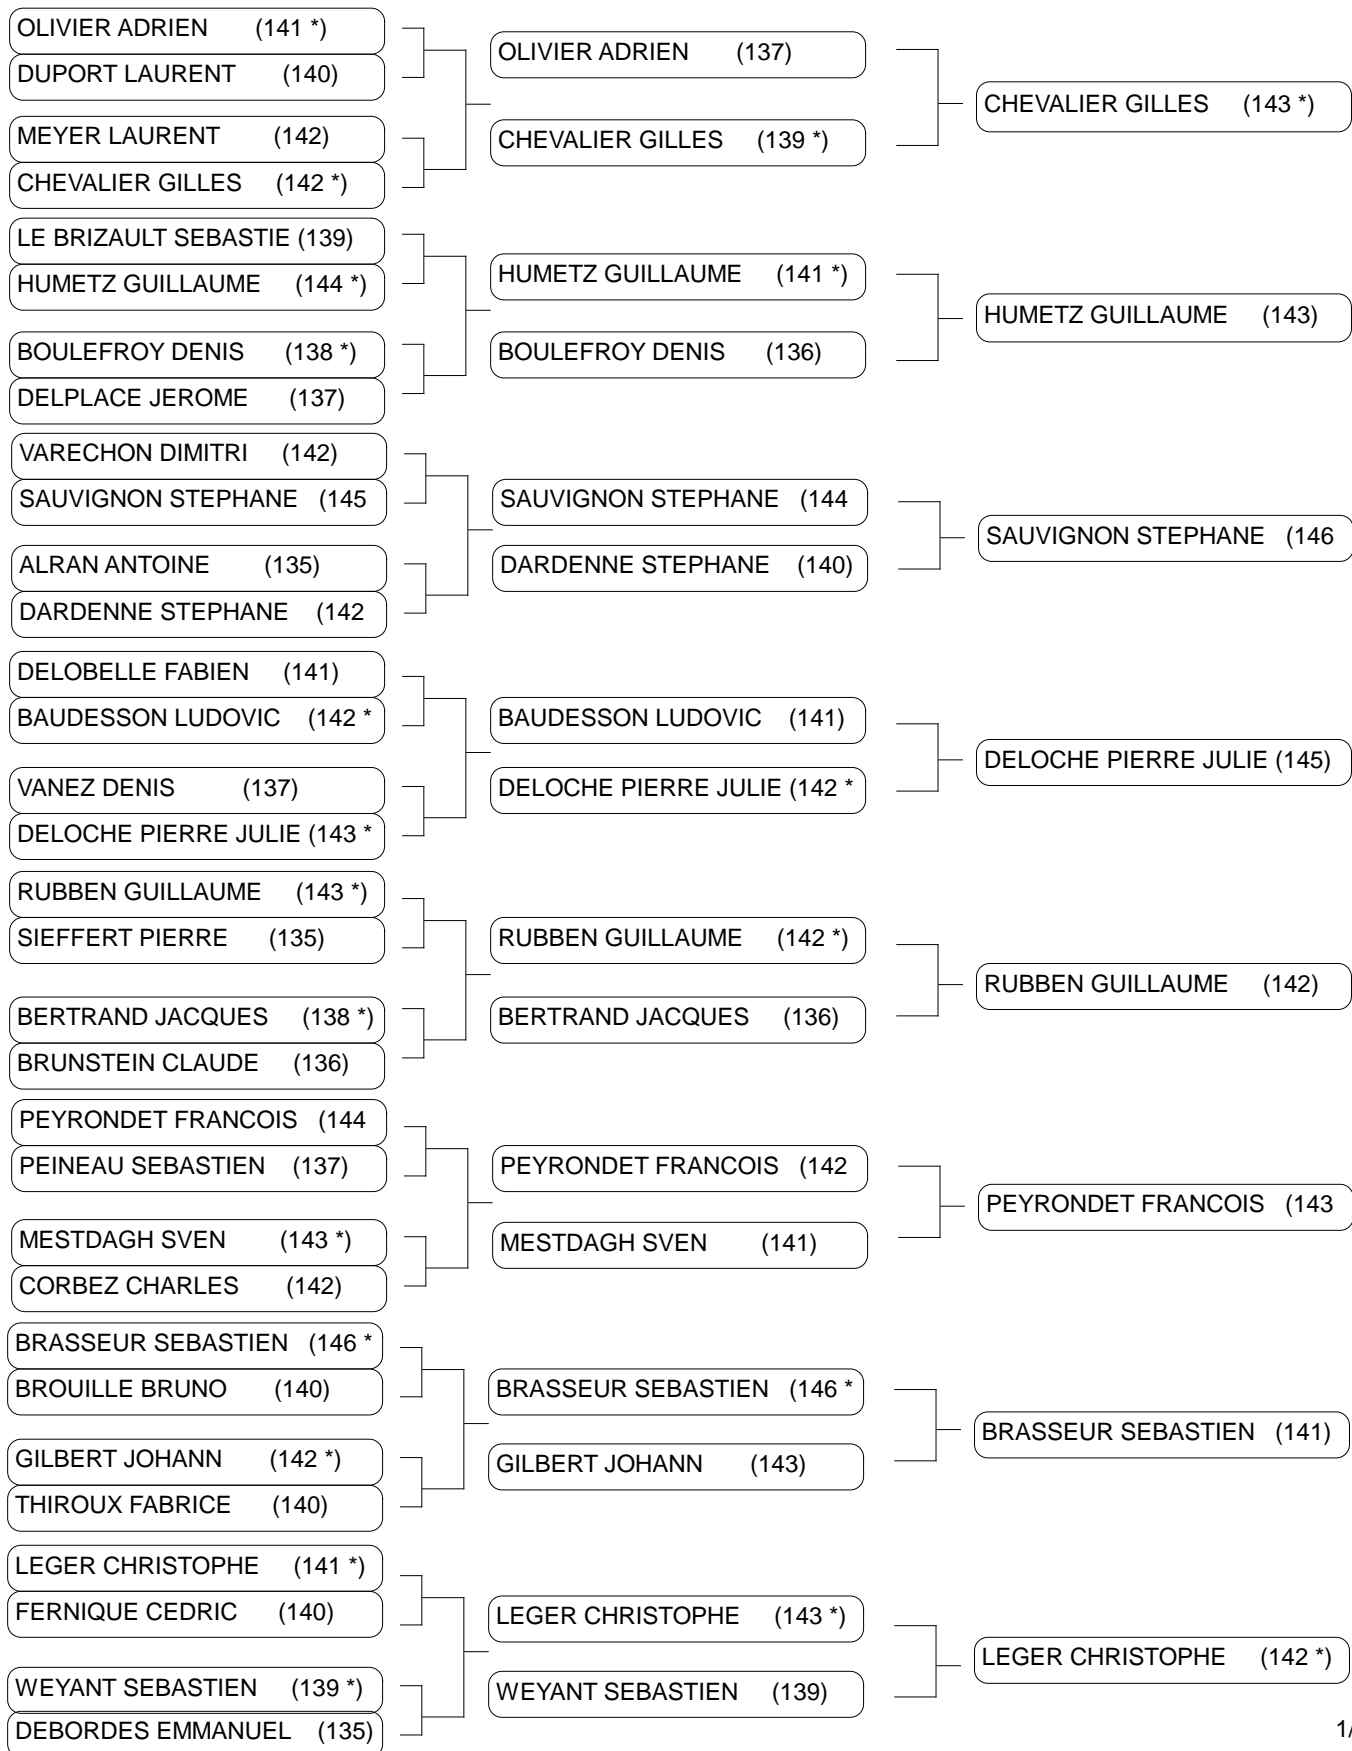 OLIVIER ADRIEN (141 *)
DUPORT LAURENT (140)
MEYER LAURENT (142)
CHEVALIER GILLES (142 *)
LE BRIZAULT SEBASTIE (139)
HUMETZ GUILLAUME (144 *)
BOULEFROY DENIS (138 *)
DELPLACE JEROME (137)
VARECHON DIMITRI (142)
SAUVIGNON STEPHANE (145
ALRAN ANTOINE (135)
DARDENNE STEPHANE (142
DELOBELLE FABIEN (141)
BAUDESSON LUDOVIC (142 *
VANEZ DENIS (137)
DELOCHE PIERRE JULIE (143 *
RUBBEN GUILLAUME (143 *)
SIEFFERT PIERRE (135)
BERTRAND JACQUES (138 *)
BRUNSTEIN CLAUDE (136)
PEYRONDET FRANCOIS (144
PEINEAU SEBASTIEN (137)
MESTDAGH SVEN (143 *)
CORBEZ CHARLES (142)
BRASSEUR SEBASTIEN (146 *
BROUILLE BRUNO (140)
GILBERT JOHANN (142 *)
THIROUX FABRICE (140)
LEGER CHRISTOPHE (141 *)
FERNIQUE CEDRIC (140)
WEYANT SEBASTIEN (139 *)
DEBORDES EMMANUEL (135)
OLIVIER ADRIEN (137)
CHEVALIER GILLES (139 *)
HUMETZ GUILLAUME (141 *)
BOULEFROY DENIS (136)
SAUVIGNON STEPHANE (144
DARDENNE STEPHANE (140)
BAUDESSON LUDOVIC (141)
DELOCHE PIERRE JULIE (142 *
RUBBEN GUILLAUME (142 *)
BERTRAND JACQUES (136)
PEYRONDET FRANCOIS (142
MESTDAGH SVEN (141)
BRASSEUR SEBASTIEN (146 *
GILBERT JOHANN (143)
LEGER CHRISTOPHE (143 *)
WEYANT SEBASTIEN (139)
CHEVALIER GILLES (143 *)
HUMETZ GUILLAUME (143)
SAUVIGNON STEPHANE (146
DELOCHE PIERRE JULIE (145)
RUBBEN GUILLAUME (142)
PEYRONDET FRANCOIS (143
BRASSEUR SEBASTIEN (141)
LEGER CHRISTOPHE (142 *)
1/